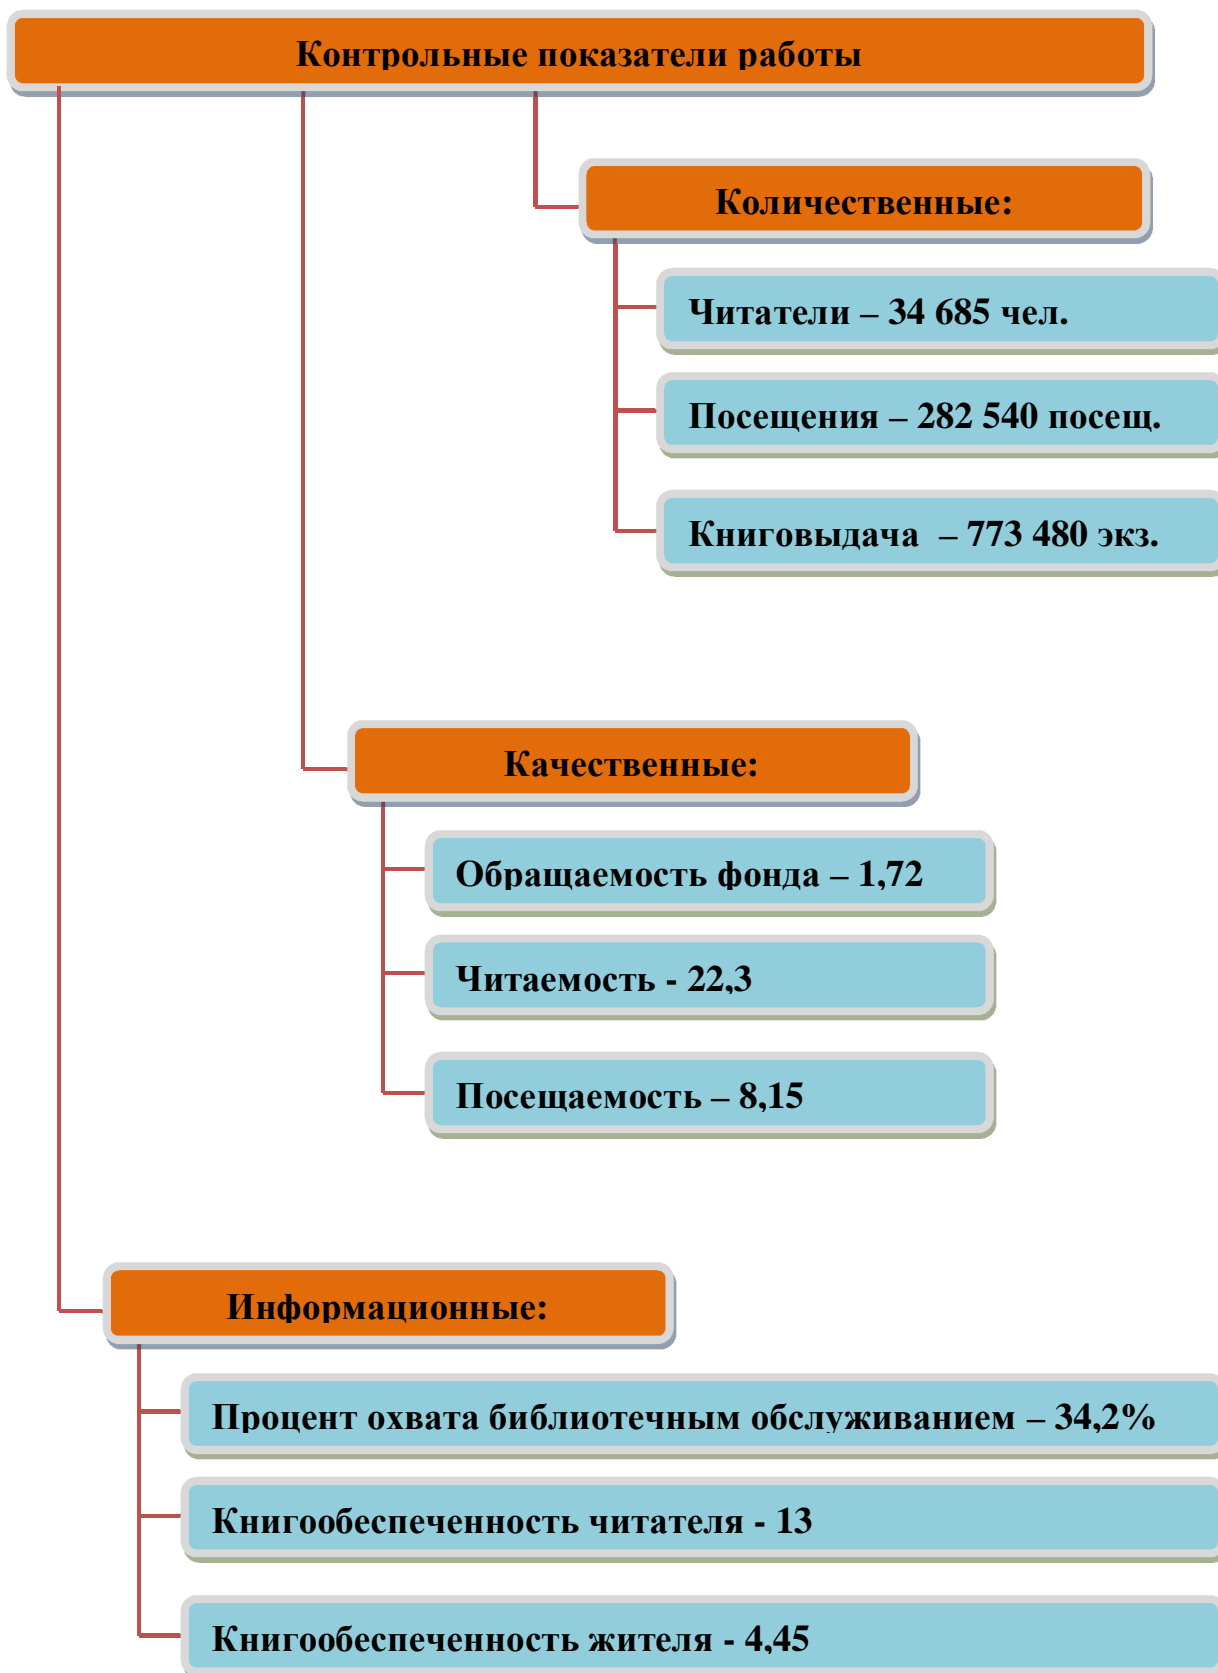 Контрольные показатели работы
Количественные:
Читатели – 34 685 чел.
Посещения – 282 540 посещ.
Книговыдача – 773 480 экз.
Качественные:
Обращаемость фонда – 1,72
Читаемость - 22,3
Посещаемость – 8,15
Информационные:
Процент охвата библиотечным обслуживанием – 34,2%
Книгообеспеченность читателя - 13
Книгообеспеченность жителя - 4,45